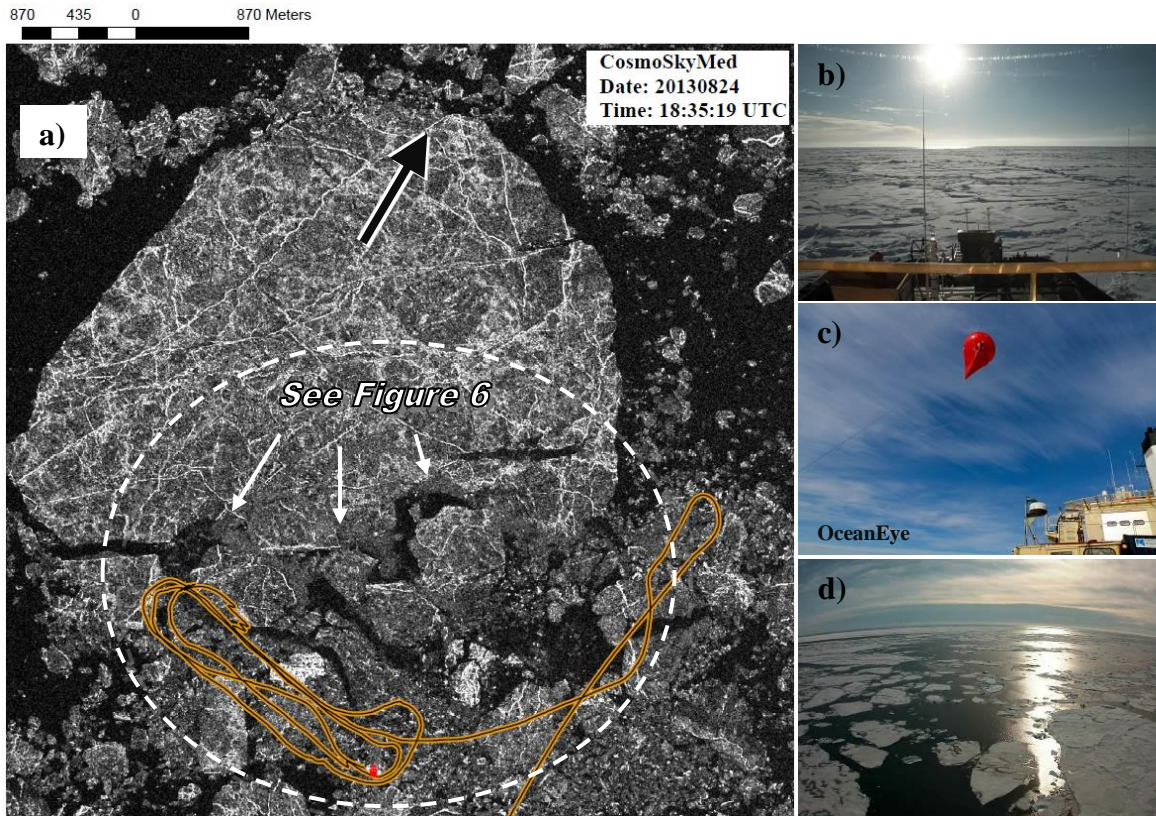 870 435 0 870 Meters
a)
CosmoSkyMed
Date: 20130824
Time: 18:35:19 UTC
See Figure 6
b)
c)
OceanEye
d)